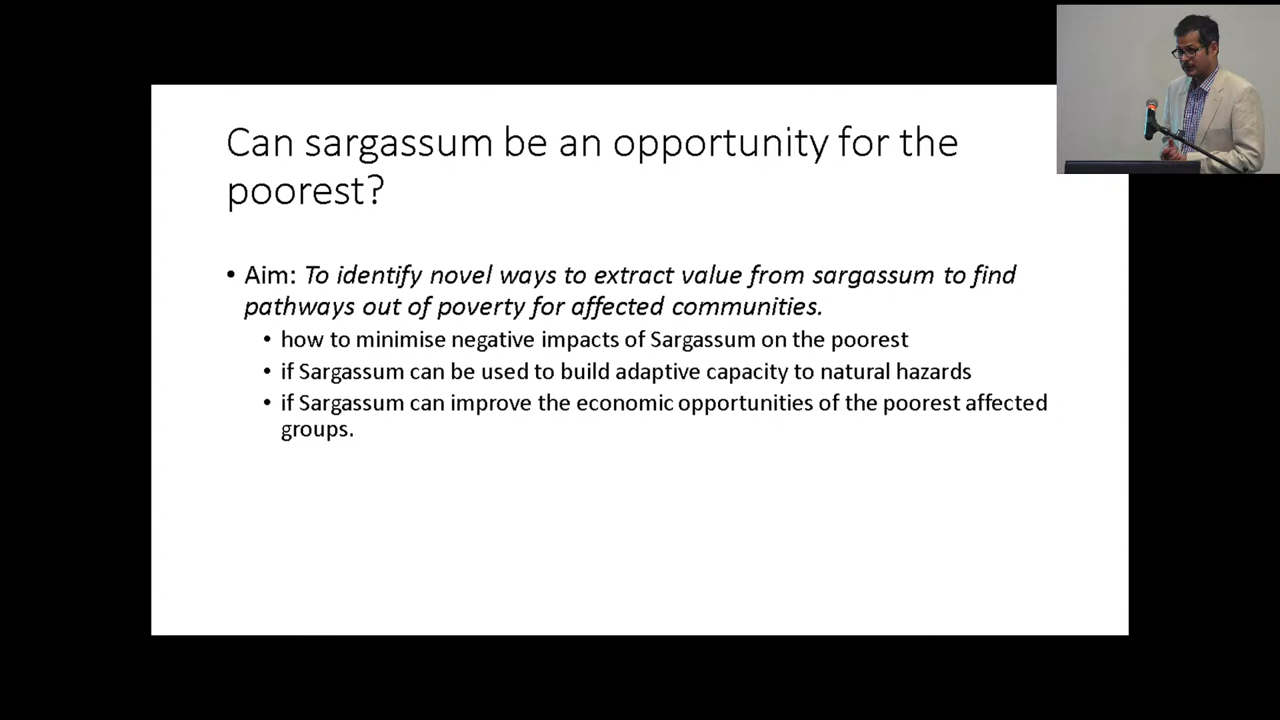 Can sargassum be an opportunity for the
poorest?
• Aim: To identify novel ways to extract value from sargassum to find
pathways out of poverty for affected communities.
• how to minimise negative impacts of Sargassum on the poorest
• if Sargassum can be used to build adaptive capacity to natural hazards
• if Sargassum can improve the economic opportunities of the poorest affected
groups.